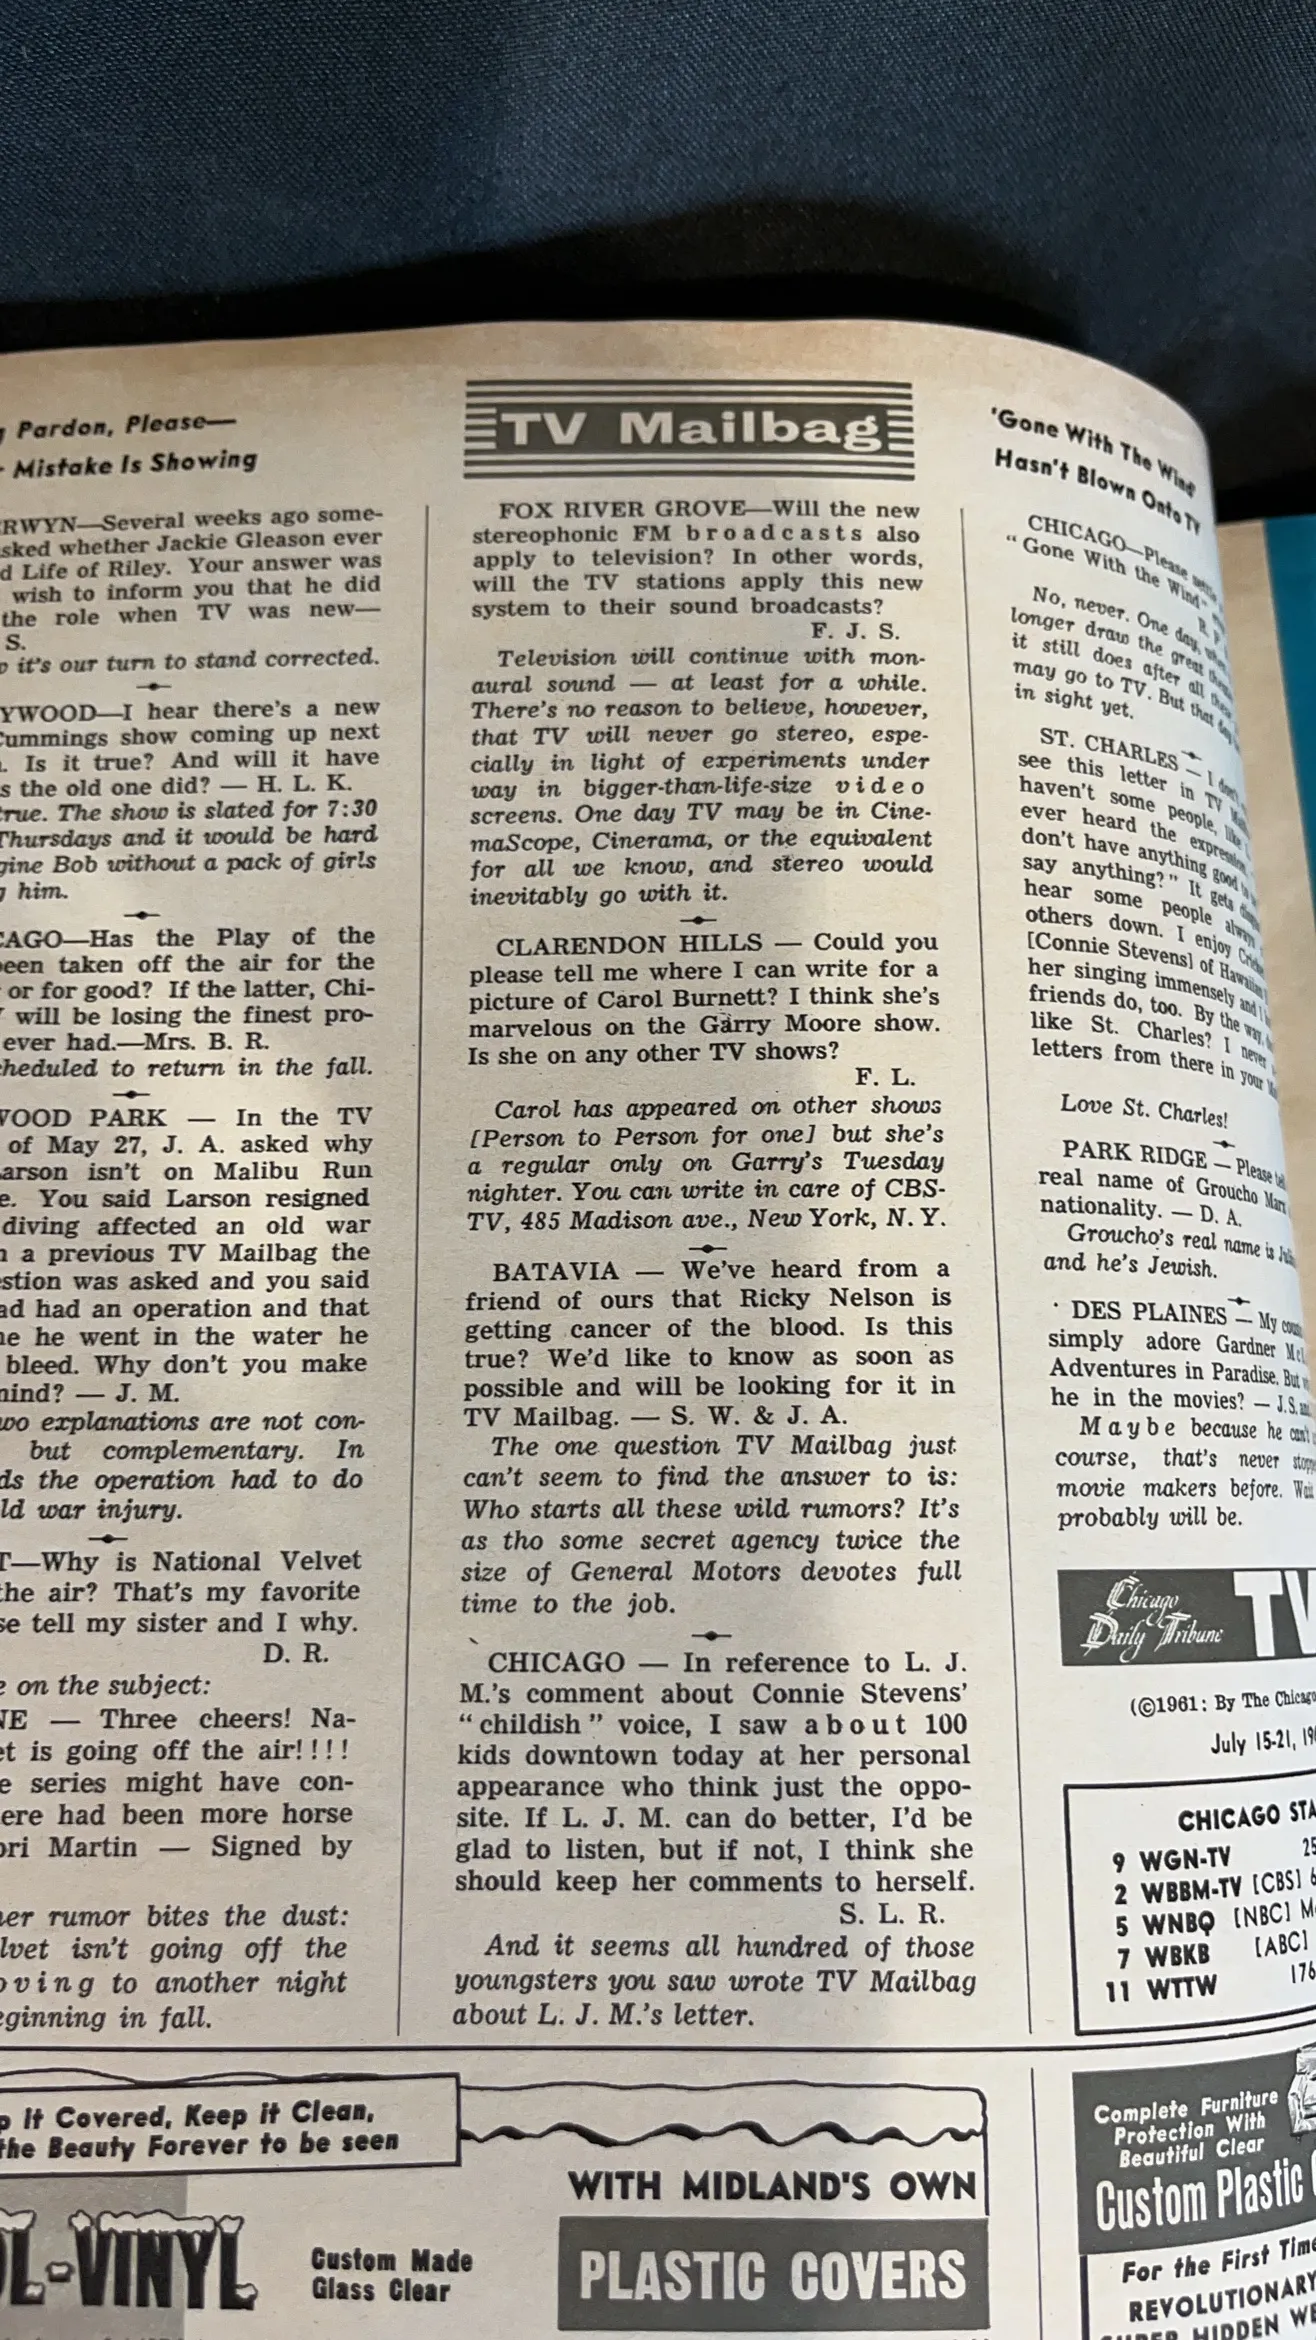 Pardon, Please—
Mistake Is Showing
RWYN—Several weeks ago some-
sked whether Jackie Gleason ever
d Life of Riley. Your answer was
wish to inform you that he did
the role when TV was new—
S.
it's our turn to stand corrected.
YWOOD—I hear there's a new
Cummings show coming up next
Is it true? And will it have
s the old one did? — H. L. K.
rue. The show is slated for 7:30
Thursdays and it would be hard
gine Bob without a pack of girls
him.
CAGO—Has the Play of the
een taken off the air for the
or for good? If the latter, Chi-
will be losing the finest pro-
ever had.—Mrs. B. R.
heduled to return in the fall.
WOOD PARK — In the TV
of May 27, J. A. asked why
arson isn't on Malibu Run
e. You said Larson resigned
diving affected an old war
a previous TV Mailbag the
stion was asked and you said
ad had an operation and that
he went in the water he
bleed. Why don't you make
mind? — J. M.
wo explanations are not con-
but complementary. In
ds the operation had to do
ld war injury.
T—Why is National Velvet
the air? That's my favorite
se tell my sister and I why.
D. R.
on the subject:
NE — Three cheers! Na-
et is going off the air!!!!
e series might have con-
ere had been more horse
ori Martin — Signed by
er rumor bites the dust:
lvet isn't going off the
oving to another night
eginning in fall.
TV Mailbag
FOX RIVER GROVE—Will the new
stereophonic FM broadcasts also
apply to television? In other words,
will the TV stations apply this new
system to their sound broadcasts?
F. J. S.
Television will continue with mon-
aural sound — at least for a while.
There's no reason to believe, however,
that TV will never go stereo, espe-
cially in light of experiments under
way in bigger-than-life-size video
screens. One day TV may be in Cine-
maScope, Cinerama, or the equivalent
for all we know, and stereo would
inevitably go with it.
CLARENDON HILLS — Could you
please tell me where I can write for a
picture of Carol Burnett? I think she's
marvelous on the Garry Moore show.
Is she on any other TV shows?
F. L.
Carol has appeared on other shows
[Person to Person for one] but she's
a regular only on Garry's Tuesday
nighter. You can write in care of CBS-
TV, 485 Madison ave., New York, N. Y.
BATAVIA — We've heard from a
friend of ours that Ricky Nelson is
getting cancer of the blood. Is this
true? We'd like to know as soon as
possible and will be looking for it in
TV Mailbag. — S. W. & J. A.
The one question TV Mailbag just
can't seem to find the answer to is:
Who starts all these wild rumors? It's
as tho some secret agency twice the
size of General Motors devotes full
time to the job.
CHICAGO — In reference to L. J.
M.'s comment about Connie Stevens'
"childish" voice, I saw about 100
kids downtown today at her personal
appearance who think just the oppo-
site. If L. J. M. can do better, I'd be
glad to listen, but if not, I think she
should keep her comments to herself.
S. L. R.
And it seems all hundred of those
youngsters you saw wrote TV Mailbag
about L. J. M.'s letter.
'Gone With The Wind'
Hasn't Blown Onto TV
CHICAGO—Please
"Gone With the Wind"
No, never. One day, when
longer draw the great
it still does after all these
may go to TV. But that day
in sight yet.
ST. CHARLES — I don't
see this letter in TV
haven't some people, like
ever heard the expression,
don't have anything good to
say anything?" It gets
hear some people always
others down. I enjoy Cricket
[Connie Stevens] of Hawaiian
her singing immensely and
friends do, too. By the way,
like St. Charles? I never
letters from there in your
Love St. Charles!
PARK RIDGE — Please tell
real name of Groucho Marx
nationality. — D. A.
Groucho's real name is
and he's Jewish.
DES PLAINES — My
simply adore Gardner
Adventures in Paradise. But
he in the movies? — J. S.
Maybe because he can't
course, that's never
movie makers before.
probably will be.
Chicago Daily Tribune TV
(©1961: By The Chicago
July 15-21,
CHICAGO STA
9 WGN-TV
2 WBBM-TV [CBS]
5 WNBQ [NBC]
7 WBKB [ABC]
11 WTTW 176
it Covered, Keep it Clean,
the Beauty Forever to be seen
L-VINYL
Custom Made
Glass Clear
WITH MIDLAND'S OWN
PLASTIC COVERS
Complete Furniture
Protection With
Beautiful Clear
Custom Plastic
For the First Time
REVOLUTIONARY
HIDDEN